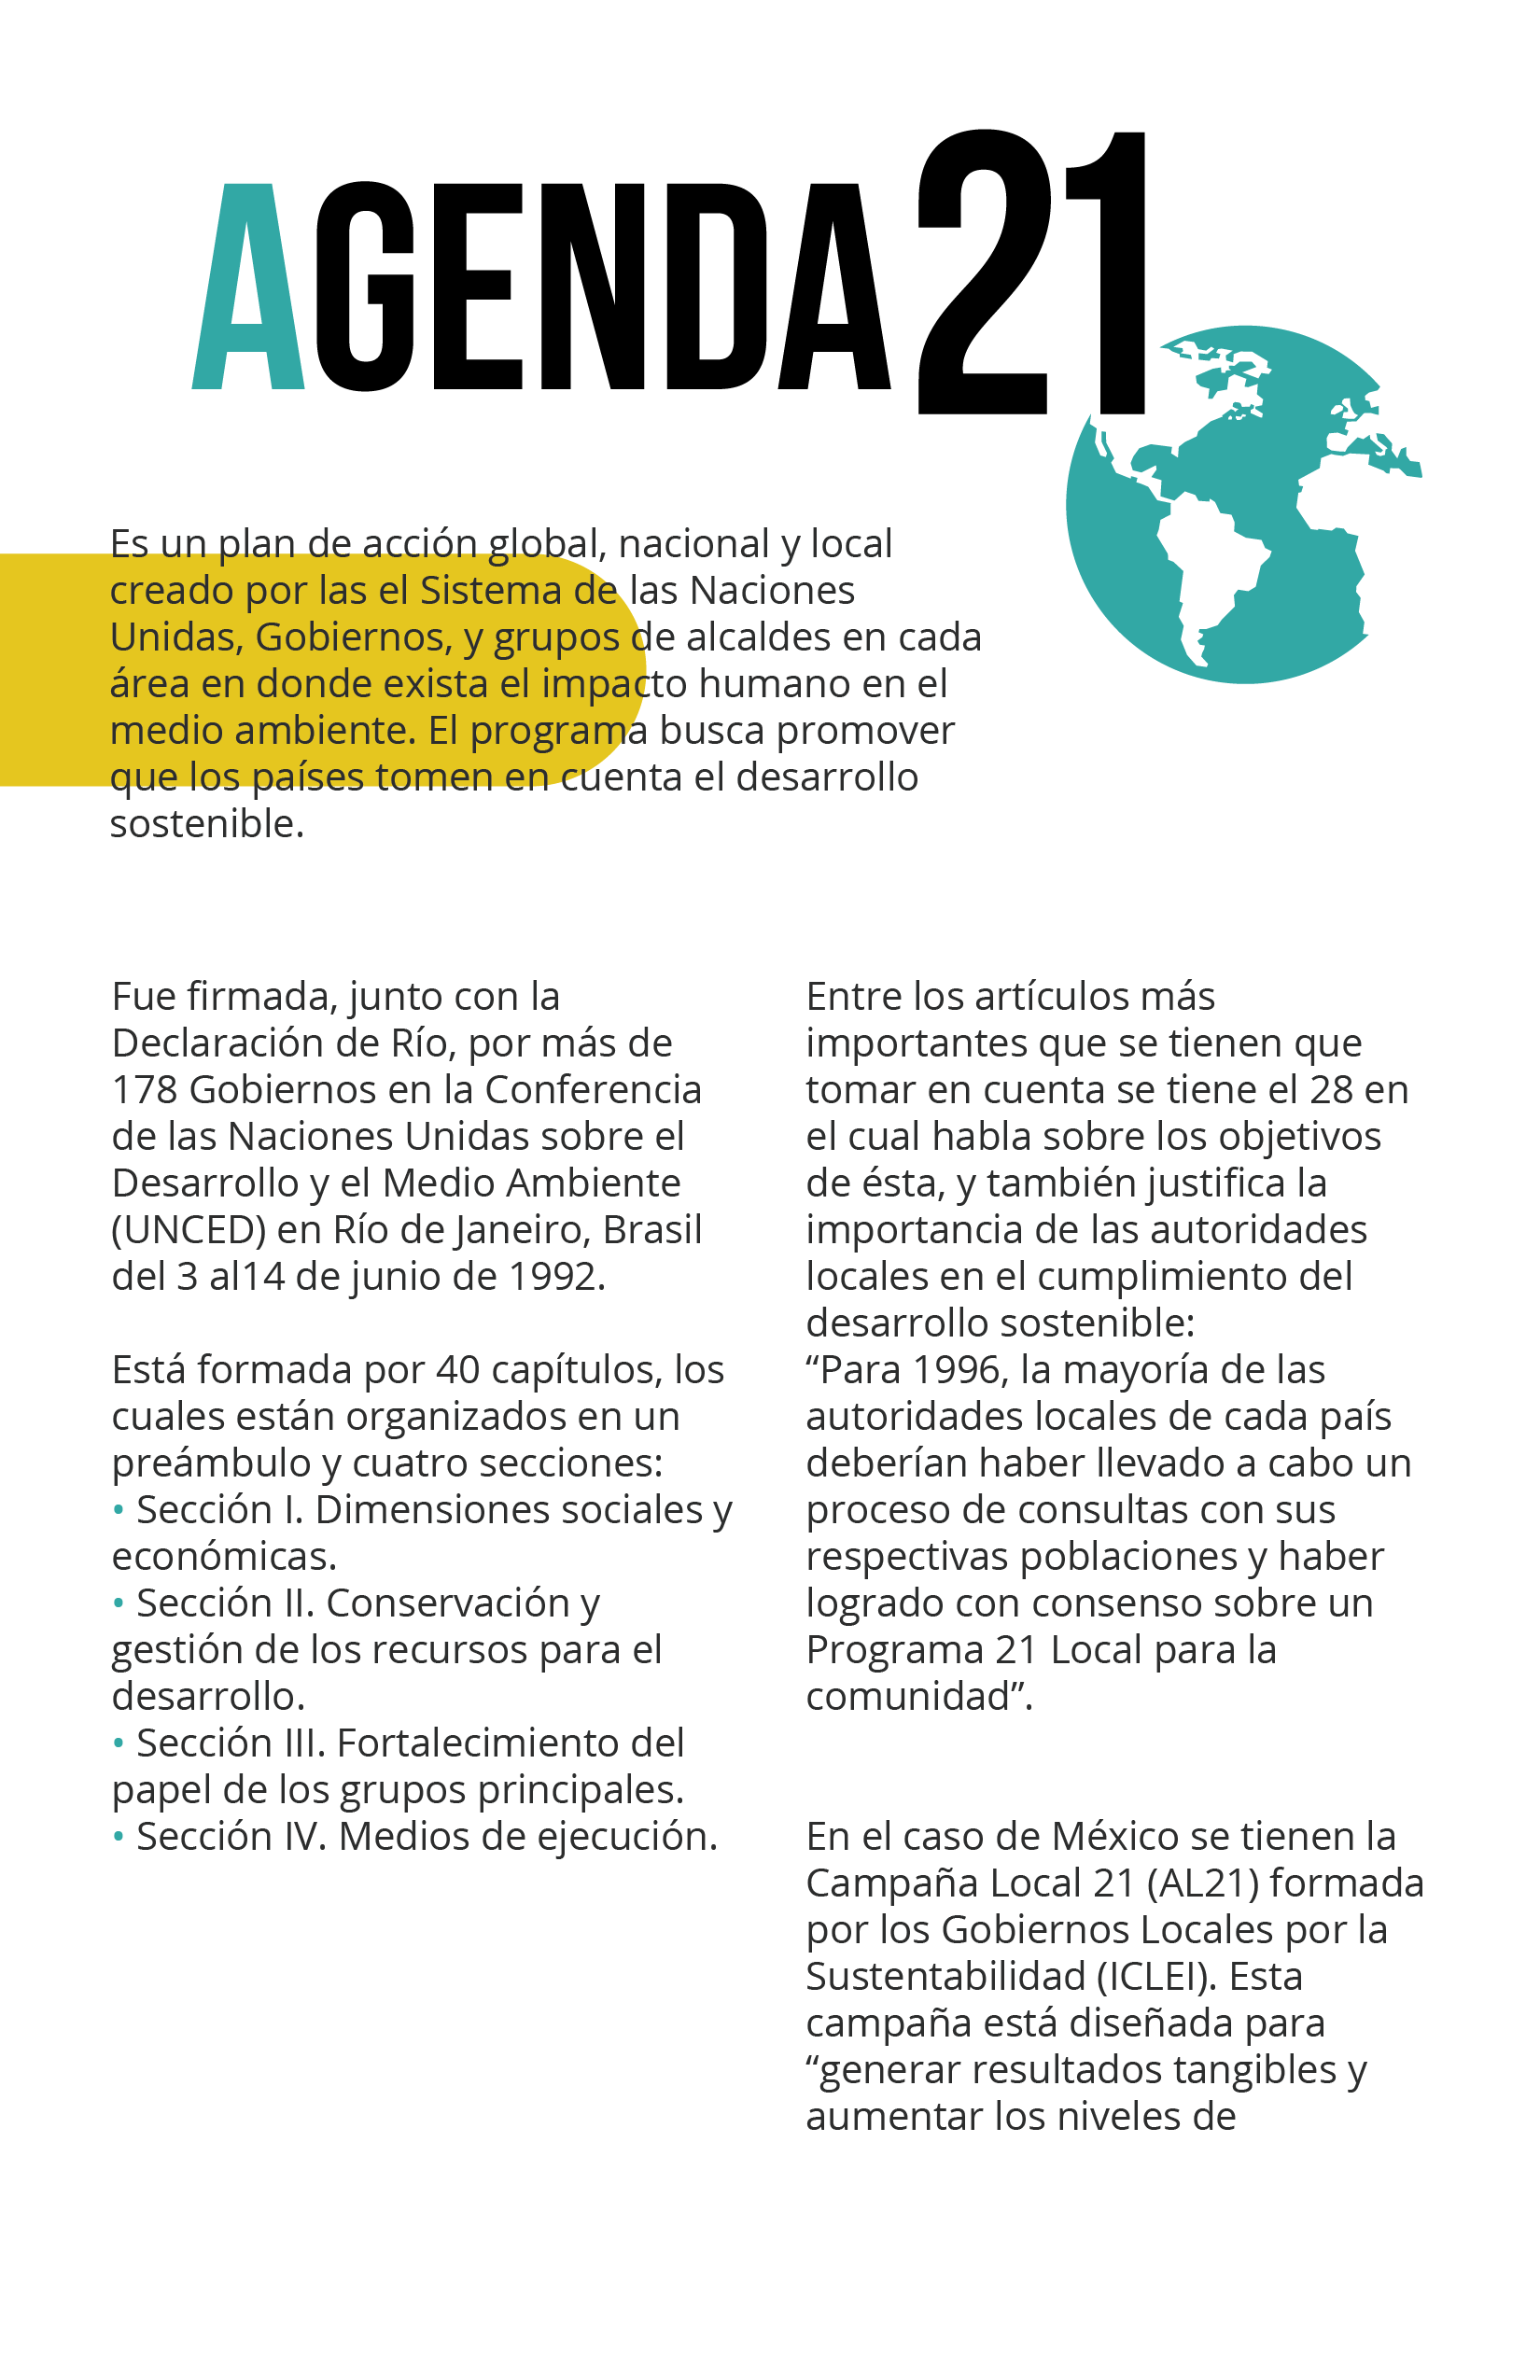 AGENDA 21
Es un plan de acción global, nacional y local
creado por las el Sistema de las Naciones
Unidas, Gobiernos, y grupos de alcaldes en cada
área en donde exista el impacto humano en el
medio ambiente. El programa busca promover
que los países tomen en cuenta el desarrollo
sostenible.
Fue firmada, junto con la
Declaración de Río, por más de
178 Gobiernos en la Conferencia
de las Naciones Unidas sobre el
Desarrollo y el Medio Ambiente
(UNCED) en Río de Janeiro, Brasil
del 3 al14 de junio de 1992.
Está formada por 40 capítulos, los
cuales están organizados en un
preámbulo y cuatro secciones:
• Sección I. Dimensiones sociales y
económicas.
• Sección II. Conservación y
gestión de los recursos para el
desarrollo.
• Sección III. Fortalecimiento del
papel de los grupos principales.
• Sección IV. Medios de ejecución.
Entre los artículos más
importantes que se tienen que
tomar en cuenta se tiene el 28 en
el cual habla sobre los objetivos
de ésta, y también justifica la
importancia de las autoridades
locales en el cumplimiento del
desarrollo sostenible:
“Para 1996, la mayoría de las
autoridades locales de cada país
deberían haber llevado a cabo un
proceso de consultas con sus
respectivas poblaciones y haber
logrado con consenso sobre un
Programa 21 Local para la
comunidad”.
En el caso de México se tienen la
Campaña Local 21 (AL21) formada
por los Gobiernos Locales por la
Sustentabilidad (ICLEI). Esta
campaña está diseñada para
“generar resultados tangibles y
aumentar los niveles de